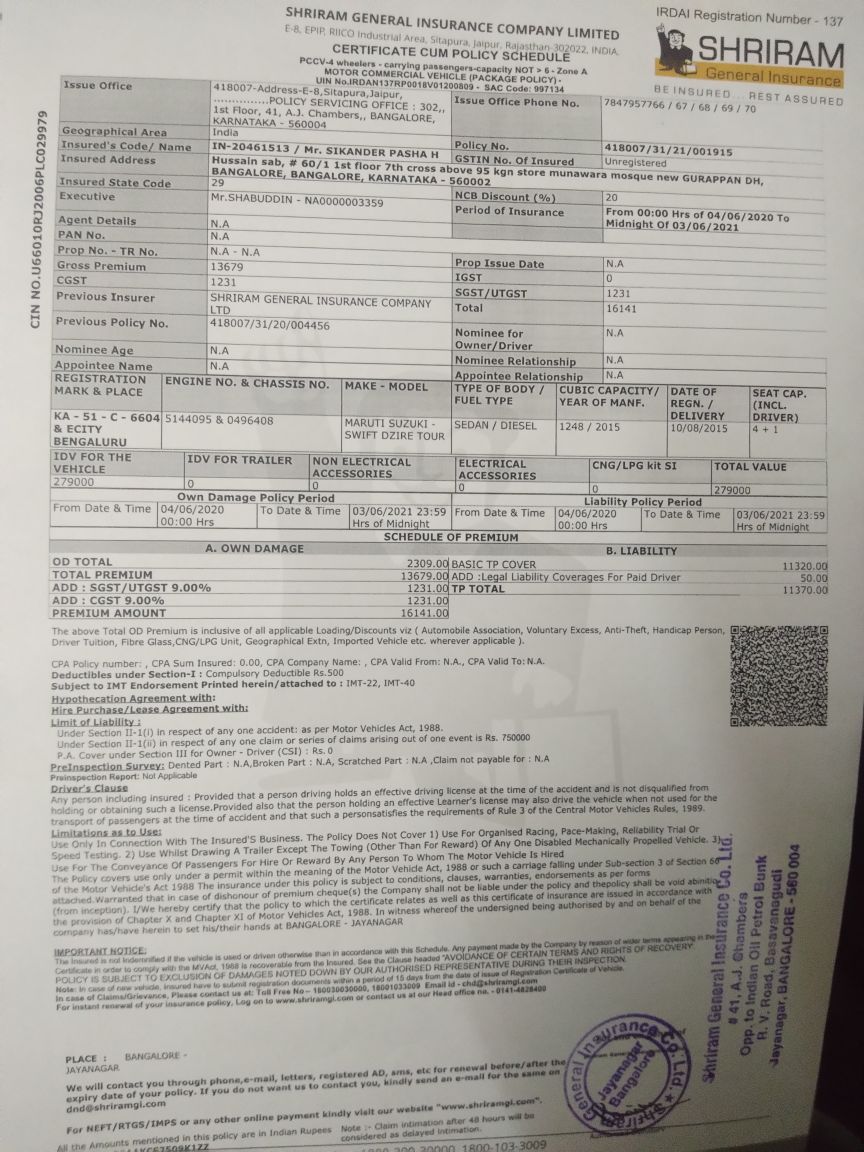 SHRIRAM GENERAL INSURANCE COMPANY LIMITED
E-8, EPIP, RIICO Industrial Area, Sitapura, Jaipur, Rajasthan-302022, INDIA.
CERTIFICATE CUM POLICY SCHEDULE
PCCV-4 wheelers - carrying passengers-capacity NOT > 6 - Zone A
MOTOR COMMERCIAL VEHICLE (PACKAGE POLICY)-
UIN No.IRDAN137RP0018V01200809 - SAC Code: 997134
IRDAI Registration Number - 137
SHRIRAM
General Insurance
BE INSURED...REST ASSURED
CIN NO.U66010RJ2006PLC029979
Issue Office 418007-Address-E-8,Sitapura,Jaipur,
...............POLICY SERVICING OFFICE : 302,,
1st Floor, 41, A.J. Chambers,, BANGALORE,
KARNATAKA - 560004
Issue Office Phone No. 7847957766 / 67 / 68 / 69 / 70
Geographical Area India
Insured's Code/ Name IN-20461513 / Mr. SIKANDER PASHA H
Policy No. 418007/31/21/001915
GSTIN No. Of Insured Unregistered
Insured Address Hussain sab, # 60/1 1st floor 7th cross above 95 kgn store munawara mosque new GURAPPAN DH,
BANGALORE, BANGALORE, KARNATAKA - 560002
Insured State Code 29
NCB Discount (%) 20
Executive Mr.SHABUDDIN - NA0000003359
Period of Insurance From 00:00 Hrs of 04/06/2020 To
Midnight Of 03/06/2021
Agent Details N.A
PAN No. N.A
Prop No. - TR No. N.A - N.A
Prop Issue Date N.A
Gross Premium 13679
IGST 0
CGST 1231
SGST/UTGST 1231
Previous Insurer SHRIRAM GENERAL INSURANCE COMPANY
LTD
Total 16141
Previous Policy No. 418007/31/20/004456
Nominee for
Owner/Driver N.A
Nominee Age N.A
Nominee Relationship N.A
Appointee Name N.A
Appointee Relationship N.A
REGISTRATION
MARK & PLACE
ENGINE NO. & CHASSIS NO.
MAKE - MODEL
TYPE OF BODY /
FUEL TYPE
CUBIC CAPACITY/
YEAR OF MANF.
DATE OF
REGN. /
DELIVERY
SEAT CAP.
(INCL.
DRIVER)
KA - 51 - C - 6604
& ECITY
BENGALURU
5144095 & 0496408
MARUTI SUZUKI -
SWIFT DZIRE TOUR
SEDAN / DIESEL
1248 / 2015
10/08/2015
4 + 1
IDV FOR THE
VEHICLE
IDV FOR TRAILER
NON ELECTRICAL
ACCESSORIES
ELECTRICAL
ACCESSORIES
CNG/LPG kit SI
TOTAL VALUE
279000 0 0 0 0 279000
Own Damage Policy Period
Liability Policy Period
From Date & Time 04/06/2020
00:00 Hrs
To Date & Time 03/06/2021 23:59
Hrs of Midnight
From Date & Time 04/06/2020
00:00 Hrs
To Date & Time 03/06/2021 23:59
Hrs of Midnight
SCHEDULE OF PREMIUM
A. OWN DAMAGE
B. LIABILITY
OD TOTAL 2309.00
BASIC TP COVER 11320.00
TOTAL PREMIUM 13679.00
ADD :Legal Liability Coverages For Paid Driver 50.00
ADD : SGST/UTGST 9.00% 1231.00
TP TOTAL 11370.00
ADD : CGST 9.00% 1231.00
PREMIUM AMOUNT 16141.00
The above Total OD Premium is inclusive of all applicable Loading/Discounts viz ( Automobile Association, Voluntary Excess, Anti-Theft, Handicap Person,
Driver Tuition, Fibre Glass,CNG/LPG Unit, Geographical Extn, Imported Vehicle etc. wherever applicable ).
CPA Policy number: , CPA Sum Insured: 0.00, CPA Company Name: , CPA Valid From: N.A., CPA Valid To: N.A.
Deductibles under Section-I : Compulsory Deductible Rs.500
Subject to IMT Endorsement Printed herein/attached to : IMT-22, IMT-40
Hypothecation Agreement with:
Hire Purchase/Lease Agreement with:
Limit of Liability :
Under Section II-1(i) in respect of any one accident: as per Motor Vehicles Act, 1988.
Under Section II-1(ii) in respect of any one claim or series of claims arising out of one event is Rs. 750000
P.A. Cover under Section III for Owner - Driver (CSI) : Rs. 0
PreInspection Survey: Dented Part : N.A,Broken Part : N.A, Scratched Part : N.A ,Claim not payable for : N.A
Preinspection Report: Not Applicable
Driver's Clause
Any person including insured : Provided that a person driving holds an effective driving license at the time of the accident and is not disqualified from
holding or obtaining such a license.Provided also that the person holding an effective Learner's license may also drive the vehicle when not used for the
transport of passengers at the time of accident and that such a personsatisfies the requirements of Rule 3 of the Central Motor Vehicles Rules, 1989.
Limitations as to Use:
Use Only In Connection With The Insured'S Business. The Policy Does Not Cover 1) Use For Organised Racing, Pace-Making, Reliability Trial Or
Speed Testing. 2) Use Whilst Drawing A Trailer Except The Towing (Other Than For Reward) Of Any One Disabled Mechanically Propelled Vehicle. 3)
Use For The Conveyance Of Passengers For Hire Or Reward By Any Person To Whom The Motor Vehicle Is Hired
The Policy covers use only under a permit within the meaning of the Motor Vehicle Act, 1988 or such a carriage falling under Sub-section 3 of Section 66
of the Motor Vehicle's Act 1988 The insurance under this policy is subject to conditions, clauses, warranties, endorsements as per forms
attached.Warranted that in case of dishonour of premium cheque(s) the Company shall not be liable under the policy and thepolicy shall be void abinitio
(from inception). I/We hereby certify that the policy to which the certificate relates as well as this certificate of insurance are issued in accordance with
the provision of Chapter X and Chapter XI of Motor Vehicles Act, 1988. In witness whereof the undersigned being authorised by and on behalf of the
company has/have herein to set his/their hands at BANGALORE - JAYANAGAR
IMPORTANT NOTICE:
The Insured is not Indemnified if the vehicle is used or driven otherwise than in accordance with this Schedule. Any payment made by the Company by reason of wider terms appearing in the
Certificate in order to comply with the MVAct, 1988 is recoverable from the Insured. See the Clause headed "AVOIDANCE OF CERTAIN TERMS AND RIGHTS OF RECOVERY.
POLICY IS SUBJECT TO EXCLUSION OF DAMAGES NOTED DOWN BY OUR AUTHORISED REPRESENTATIVE DURING THEIR INSPECTION.
Note: In case of new vehicle, insured have to submit registration documents within a period of 15 days from the date of issue of Registration Certificate of Vehicle.
In case of Claims/Grievance, Please contact us at: Toll Free No- 180030030000, 18001033009 Email id - chd@shriramgi.com
For instant renewal of your insurance policy, Log on to www.shriramgi.com or contact us at our Head office no. - 0141-4828400
Shriram General Insurance Co. Ltd.
# 41, A.J. Chambers
Opp. to Indian Oil Petrol Bunk
R. V. Road, Basavanagudi
Jayanagar, BANGALORE - 560 004
PLACE : BANGALORE -
JAYANAGAR
We will contact you through phone,e-mail, letters, registered AD, sms, etc for renewal before/after the
expiry date of your policy. If you do not want us to contact you, kindly send an e-mail for the same on
dnd@shriramgi.com
For NEFT/RTGS/IMPS or any other online payment kindly visit our website "www.shriramgi.com".
All the Amounts mentioned in this policy are in Indian Rupees
Note :- Claim intimation after 48 hours will be
considered as delayed intimation.
General Insurance Co. Ltd ★ Shriram
Jayanagar
Bangalore
1800-103-3009